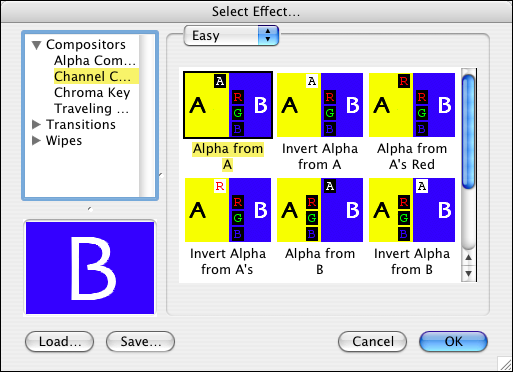 Select Effect...
Compositors
Alpha Com...
Channel C...
Chroma Key
Traveling ...
Transitions
Wipes
Easy
A
A
R
G
B
B
Alpha from
A
A
A
R
G
B
B
Invert Alpha
from A
R
A
R
G
B
B
Alpha from
A's Red
R
A
R
G
B
B
Invert Alpha
from A's
A
A
R
G
B
B
Alpha from
B
A
A
R
G
B
B
Invert Alpha
from B
B
Load...
Save...
Cancel
OK